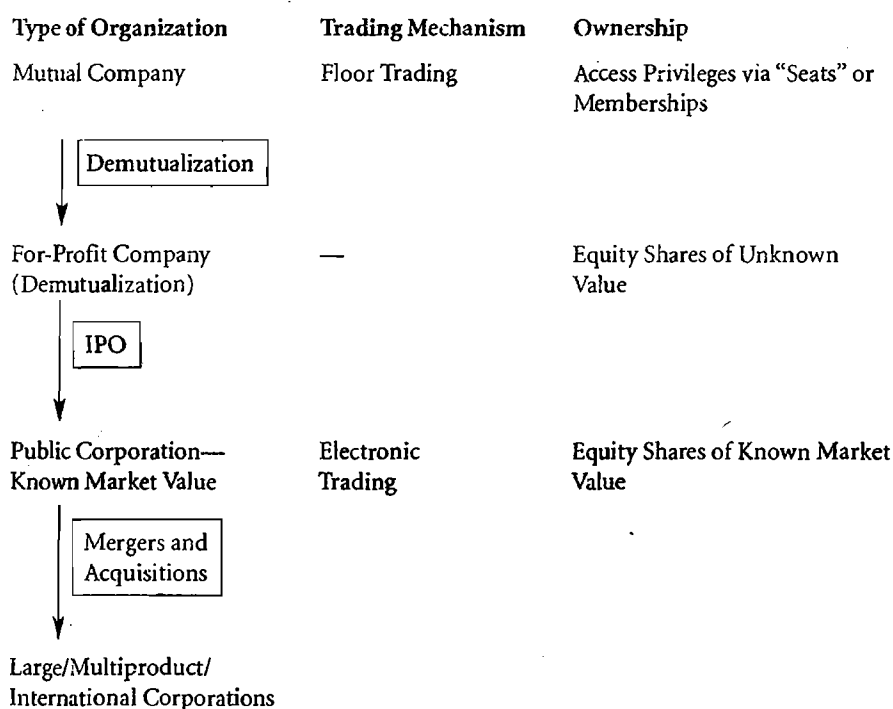 Type of Organization Trading Mechanism Ownership
Mutual Company Floor Trading Access Privileges via “Seats” or
Memberships
Demutualization
For-Profit Company — Equity Shares of Unknown
(Demutualization) Value
IPO
Public Corporation— Electronic Equity Shares of Known Market
Known Market Value Trading Value
Mergers and
Acquisitions
Large/Multiproduct/
International Corporations